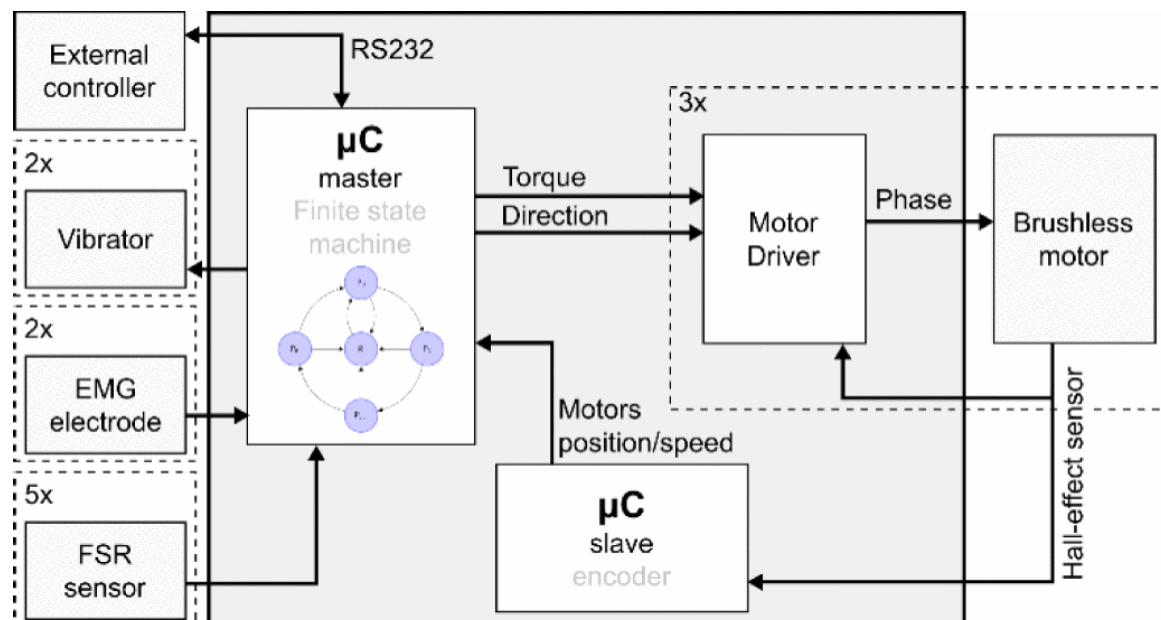 External
controller
RS232
2x
Vibrator
2x
EMG
electrode
5x
FSR
sensor
µC
master
Finite state
machine
R
Torque
Direction
Motors
position/speed
µC
slave
encoder
3x
Motor
Driver
Phase
Brushless
motor
Hall-effect sensor